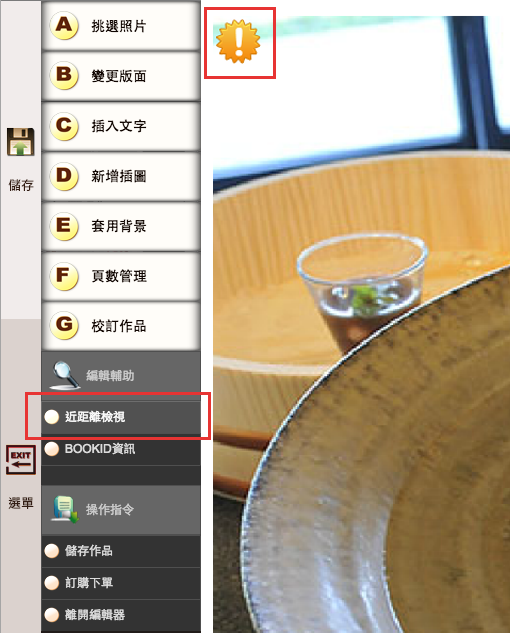 A 挑選照片
B 變更版面
C 插入文字
D 新增插圖
E 套用背景
F 頁數管理
G 校訂作品
儲存
編輯輔助
近距離檢視
BOOKID資訊
EXIT
選單
操作指令
儲存作品
訂購下單
離開編輯器
!